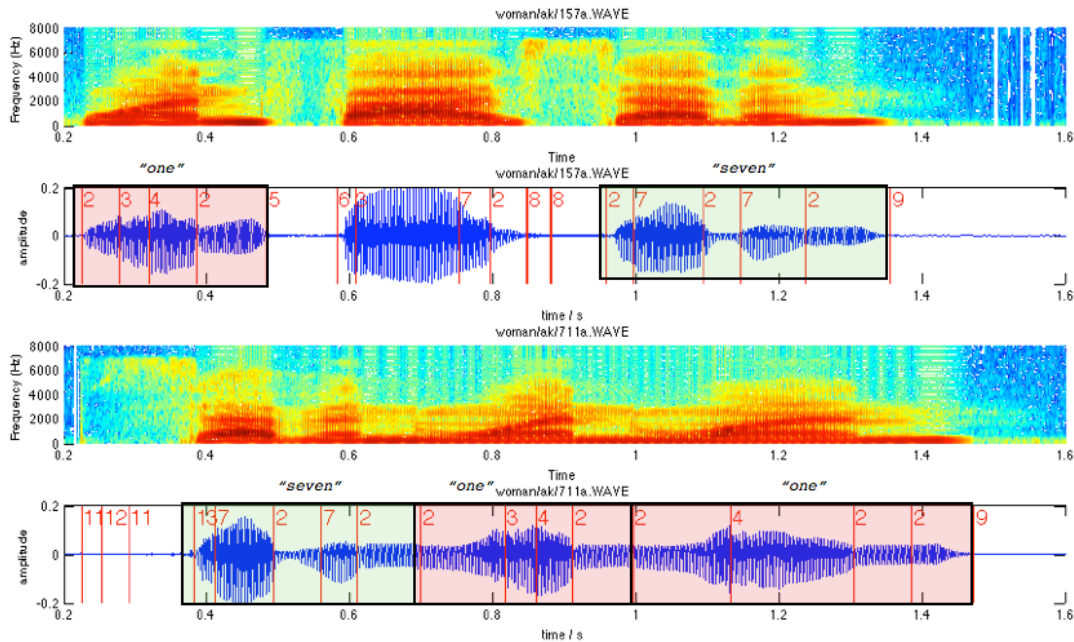 woman/ak/157a.WAVE
8000
6000
4000
2000
0
Frequency (Hz)
0.2 0.4 0.6 0.8 1 1.2 1.4 1.6
Time
"one" woman/ak/157a.WAVE "seven"
0.2
0
-0.2
amplitude
2 3 4 2 5 6 7 2 8 8 2 7 2 7 2 9
0.2 0.4 0.6 0.8 1 1.2 1.4 1.6
time / s
woman/ak/711a.WAVE
8000
6000
4000
2000
0
Frequency (Hz)
0.2 0.4 0.6 0.8 1 1.2 1.4 1.6
Time
"seven" "one" "one"
woman/ak/711a.WAVE
0.2
0
-0.2
amplitude
11 12 11 13 7 2 7 2 2 3 4 2 2 4 2 2 9
0.2 0.4 0.6 0.8 1 1.2 1.4 1.6
time / s